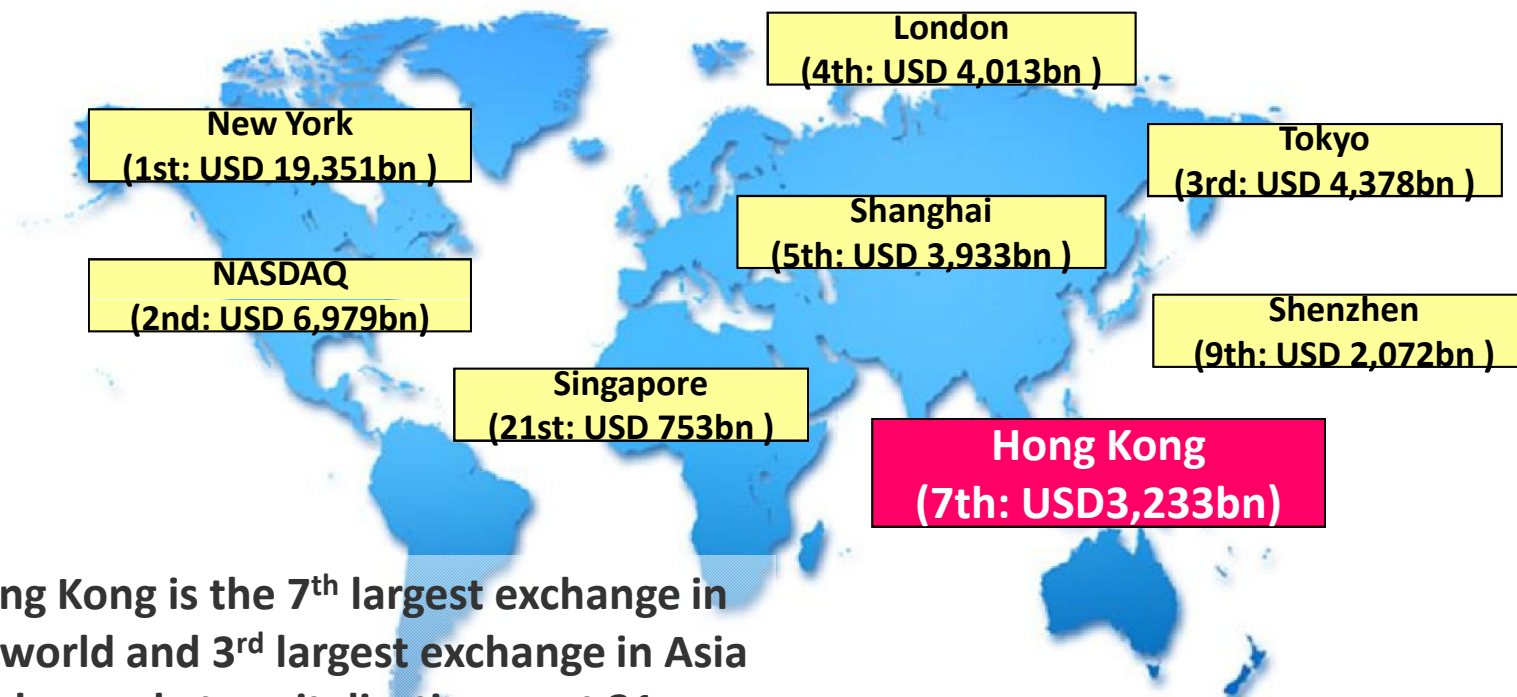 London
(4th: USD 4,013bn )
New York
(1st: USD 19,351bn )
Tokyo
(3rd: USD 4,378bn )
Shanghai
(5th: USD 3,933bn )
NASDAQ
(2nd: USD 6,979bn)
Shenzhen
(9th: USD 2,072bn )
Singapore
(21st: USD 753bn )
Hong Kong
(7th: USD3,233bn)
ng Kong is the 7th largest exchange in
world and 3rd largest exchange in Asia